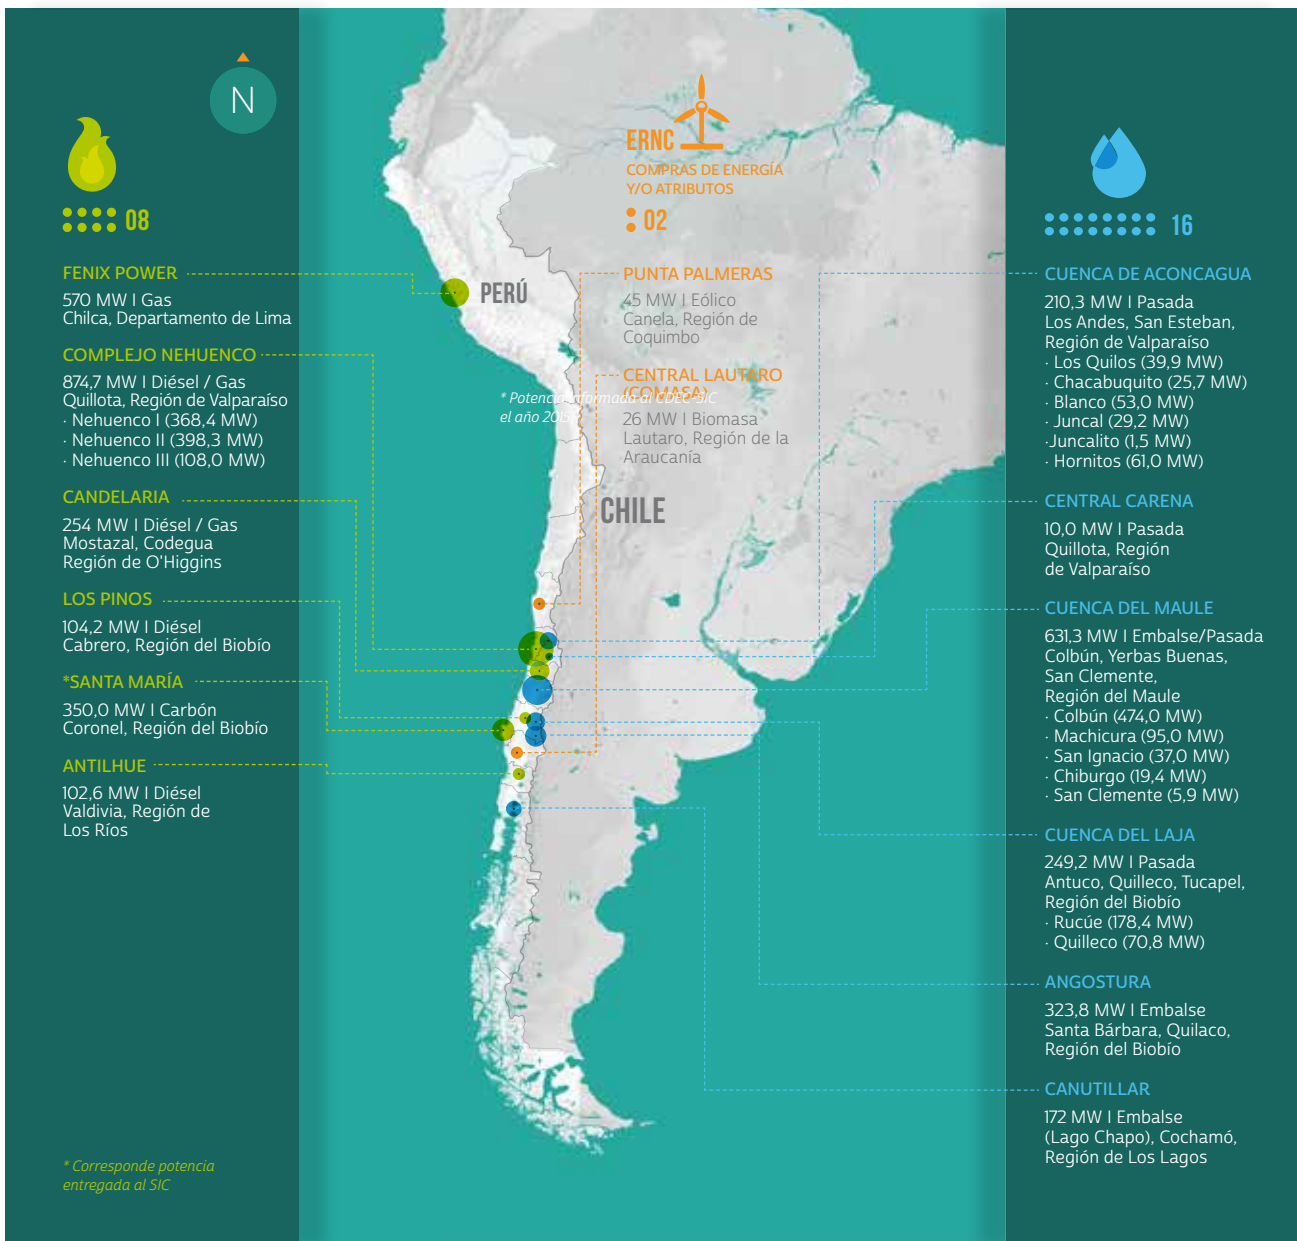 N
08
FENIX POWER
570 MW I Gas
Chilca, Departamento de Lima
COMPLEJO NEHUENCO
874,7 MW I Diésel / Gas
Quillota, Región de Valparaíso
· Nehuenco I (368,4 MW)
· Nehuenco II (398,3 MW)
· Nehuenco III (108,0 MW)
CANDELARIA
254 MW I Diésel / Gas
Mostazal, Codegua
Región de O'Higgins
LOS PINOS
104,2 MW I Diésel
Cabrero, Región del Biobío
*SANTA MARÍA
350,0 MW I Carbón
Coronel, Región del Biobio
ANTILHUE
102,6 MW I Diésel
Valdivia, Región de
Los Ríos
* Corresponde potencia
entregada al SIC
PERÚ
CHILE
ERNC
COMPRAS DE ENERGÍA
Y/O ATRIBUTOS
02
PUNTA PALMERAS
45 MW I Eólico
Canela, Región de
Coquimbo
CENTRAL LAUTARO
(COMASA)
26 MW I Biomasa
Lautaro, Región de la
Araucanía
* Potencia informada al CDEC-SIC
el año 2015
16
CUENCA DE ACONCAGUA
210,3 MW I Pasada
Los Andes, San Esteban,
Región de Valparaíso
· Los Quilos (39,9 MW)
· Chacabuquito (25,7 MW)
· Blanco (53,0 MW)
· Juncal (29,2 MW)
·Juncalito (1,5 MW)
· Hornitos (61,0 MW)
CENTRAL CARENA
10,0 MW I Pasada
Quillota, Región
de Valparaíso
CUENCA DEL MAULE
631,3 MW I Embalse/Pasada
Colbún, Yerbas Buenas,
San Clemente,
Región del Maule
· Colbún (474,0 MW)
· Machicura (95,0 MW)
· San Ignacio (37,0 MW)
· Chiburgo (19,4 MW)
· San Clemente (5,9 MW)
CUENCA DEL LAJA
249,2 MW I Pasada
Antuco, Quilleco, Tucapel,
Región del Biobío
· Rucúe (178,4 MW)
· Quilleco (70,8 MW)
ANGOSTURA
323,8 MW I Embalse
Santa Bárbara, Quilaco,
Región del Biobío
CANUTILLAR
172 MW I Embalse
(Lago Chapo), Cochamó,
Región de Los Lagos